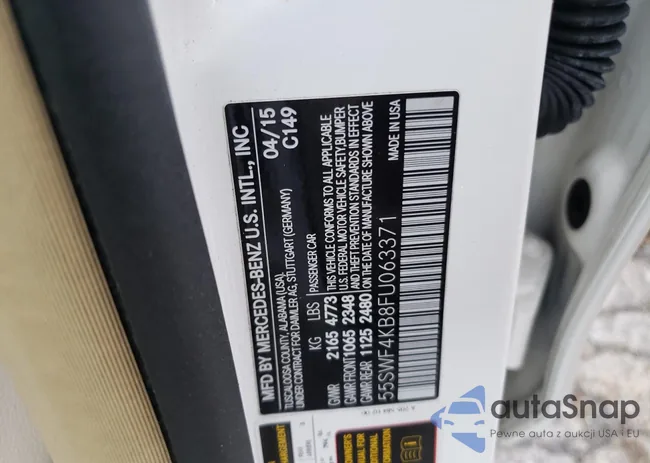 MFD BY MERCEDES-BENZ U.S. INTL., INC
TUSCALOOSA COUNTY, ALABAMA (USA)
UNDER CONTRACT FOR DAIMLER AG, STUTTGART (GERMANY)
04/15
C149
KG LBS
GVWR 2165 4773
GAWR FRONT 1065 2348
GAWR REAR 1125 2480
PASSENGER CAR
THIS VEHICLE CONFORMS TO ALL APPLICABLE
U.S. FEDERAL MOTOR VEHICLE SAFETY, BUMPER
AND THEFT PREVENTION STANDARDS IN EFFECT
ON THE DATE OF MANUFACTURE SHOWN ABOVE
55SWF4KB8FU063371
MADE IN USA
autoSnap
Pewne auta z aukcji USA i EU